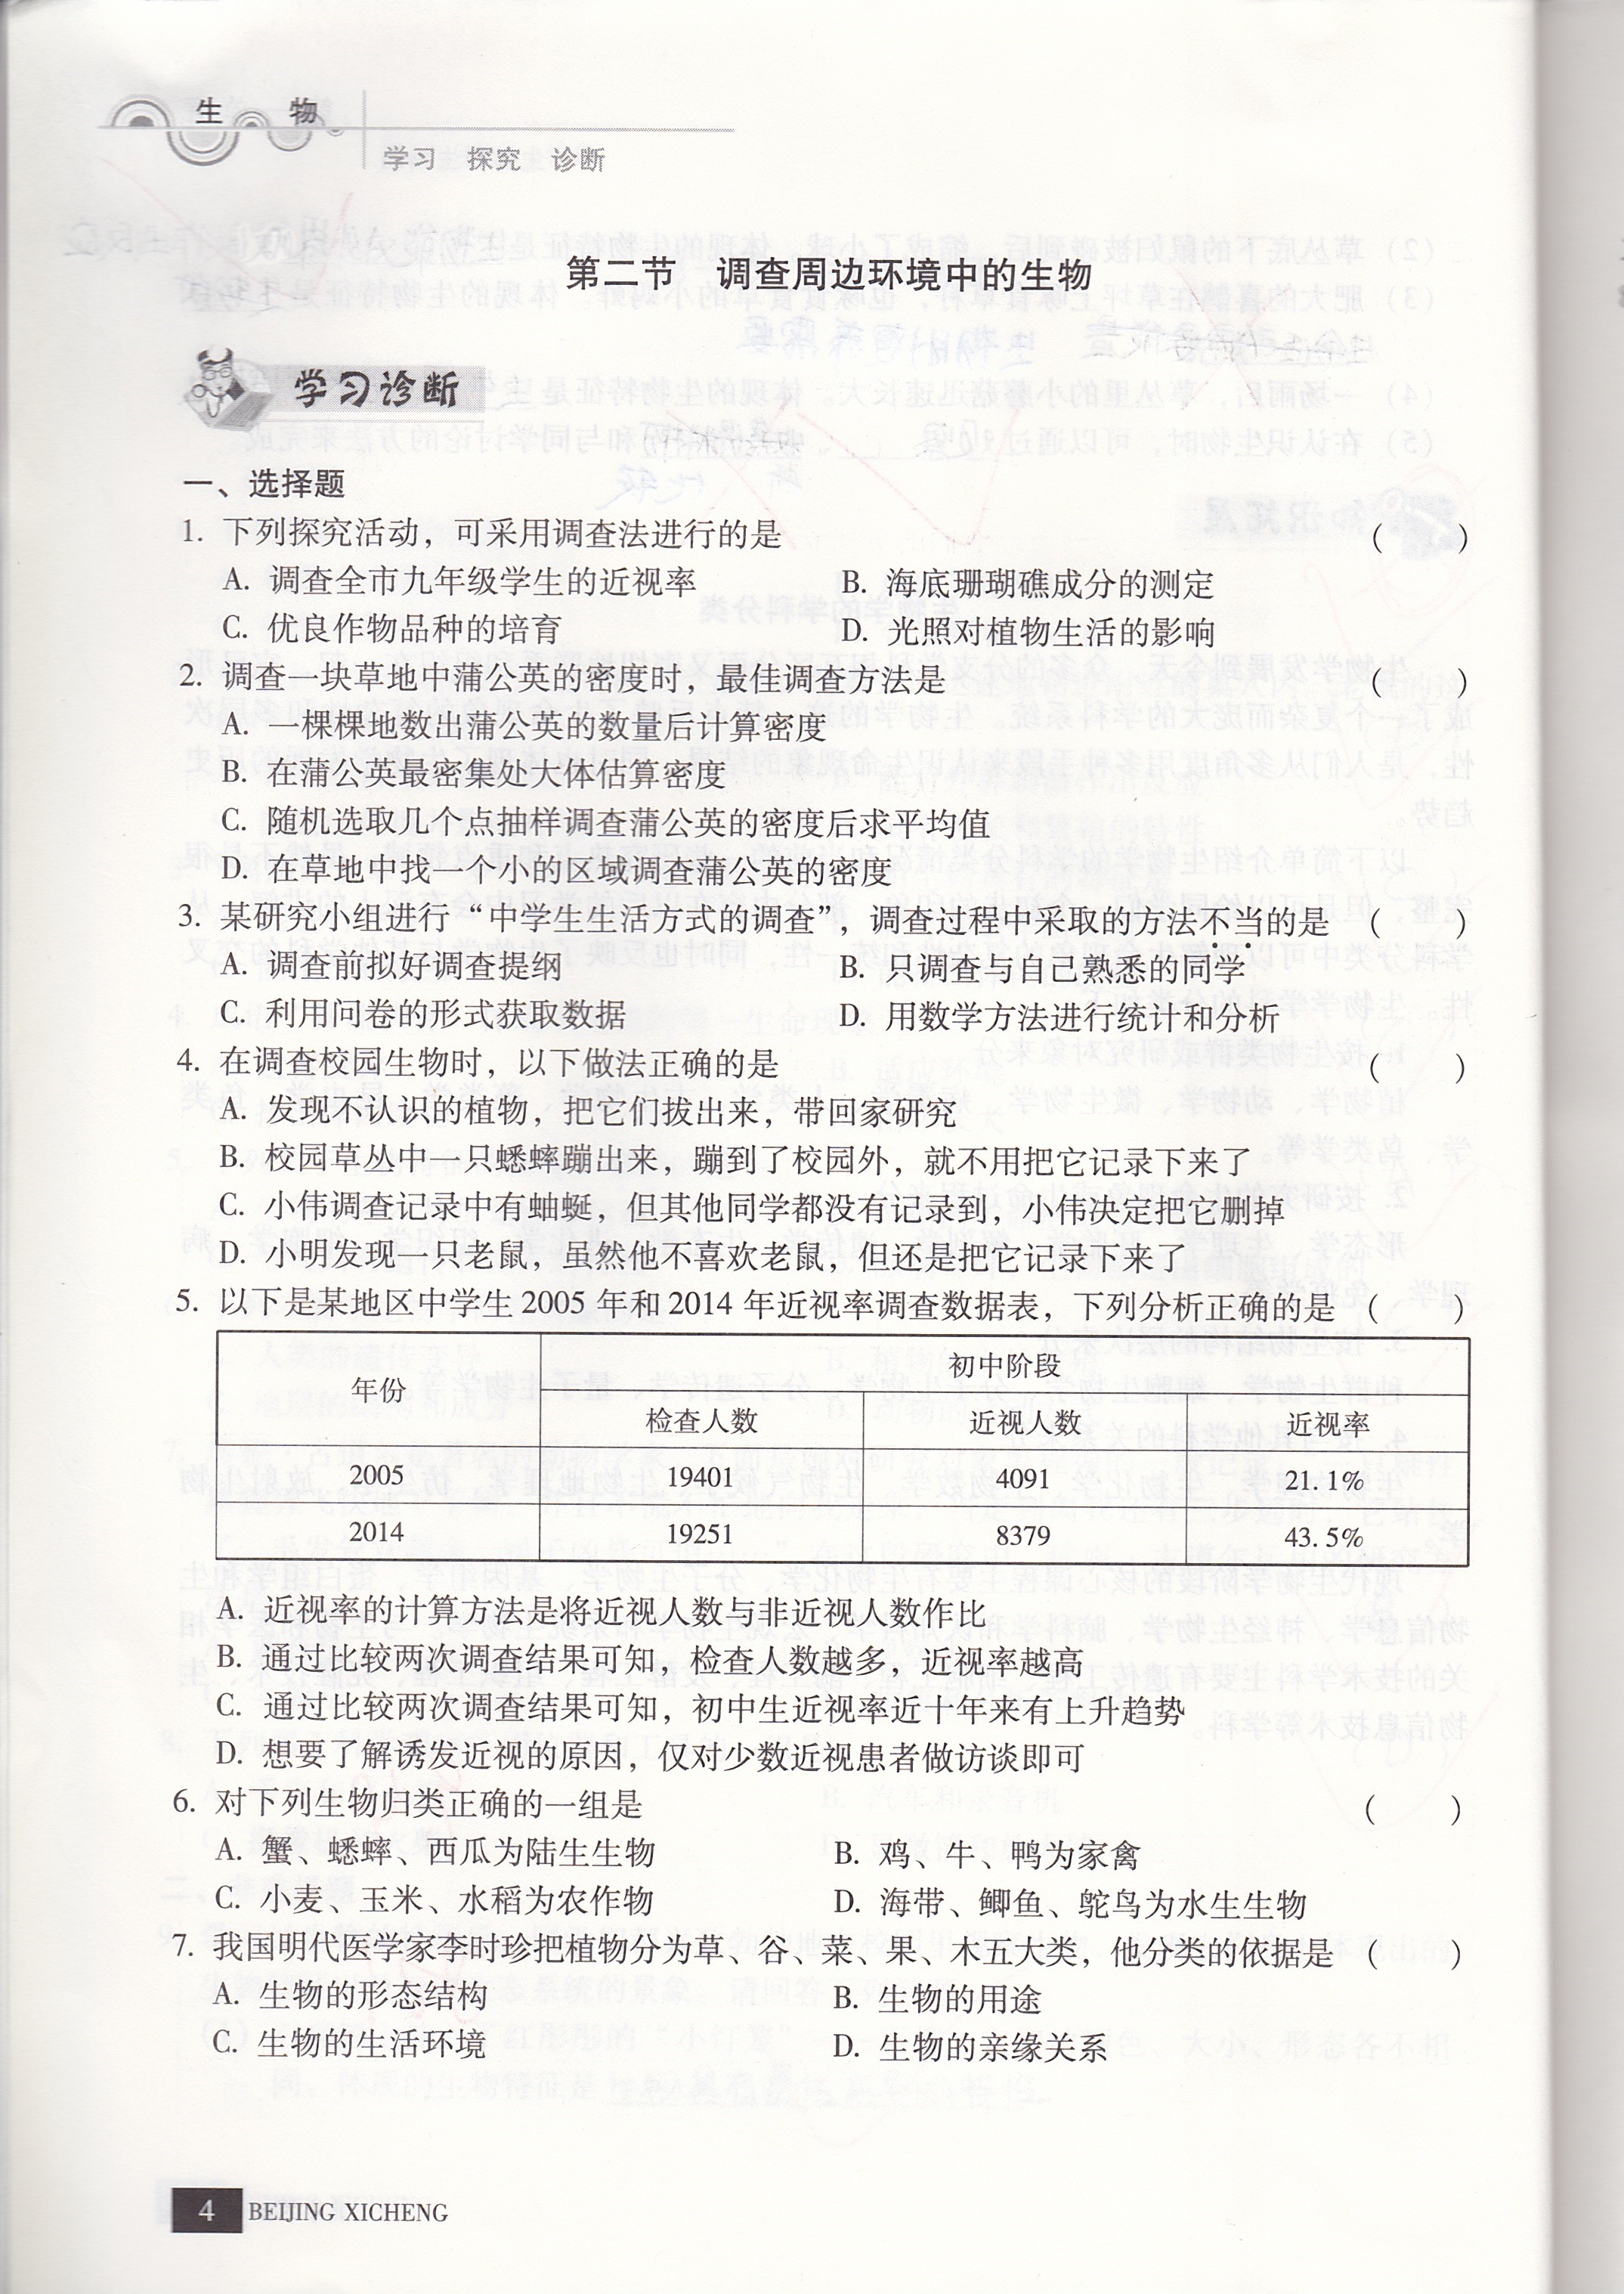 生 物
学习 探究 诊断
第二节 调查周边环境中的生物
学习诊断
一、选择题
1. 下列探究活动，可采用调查法进行的是 （ ）
A. 调查全市九年级学生的近视率 B. 海底珊瑚礁成分的测定
C. 优良作物品种的培育 D. 光照对植物生活的影响
2. 调查一块草地中蒲公英的密度时，最佳调查方法是 （ ）
A. 一棵棵地数出蒲公英的数量后计算密度
B. 在蒲公英最密集处大体估算密度
C. 随机选取几个点抽样调查蒲公英的密度后求平均值
D. 在草地中找一个小的区域调查蒲公英的密度
3. 某研究小组进行“中学生生活方式的调查”，调查过程中采取的方法不当的是 （ ）
A. 调查前拟好调查提纲 B. 只调查与自己熟悉的同学
C. 利用问卷的形式获取数据 D. 用数学方法进行统计和分析
4. 在调查校园生物时，以下做法正确的是 （ ）
A. 发现不认识的植物，把它们拔出来，带回家研究
B. 校园草丛中一只蟋蟀蹦出来，蹦到了校园外，就不用把它记录下来了
C. 小伟调查记录中有蚰蜒，但其他同学都没有记录到，小伟决定把它删掉
D. 小明发现一只老鼠，虽然他不喜欢老鼠，但还是把它记录下来了
5. 以下是某地区中学生 2005 年和 2014 年近视率调查数据表，下列分析正确的是 （ ）
年份 初中阶段
检查人数 近视人数 近视率
2005 19401 4091 21.1%
2014 19251 8379 43.5%
A. 近视率的计算方法是将近视人数与非近视人数作比
B. 通过比较两次调查结果可知，检查人数越多，近视率越高
C. 通过比较两次调查结果可知，初中生近视率近十年来有上升趋势
D. 想要了解诱发近视的原因，仅对少数近视患者做访谈即可
6. 对下列生物归类正确的一组是 （ ）
A. 蟹、蟋蟀、西瓜为陆生生物 B. 鸡、牛、鸭为家禽
C. 小麦、玉米、水稻为农作物 D. 海带、鲫鱼、鸵鸟为水生生物
7. 我国明代医学家李时珍把植物分为草、谷、菜、果、木五大类，他分类的依据是 （ ）
A. 生物的形态结构 B. 生物的用途
C. 生物的生活环境 D. 生物的亲缘关系
4 BEIJING XICHENG